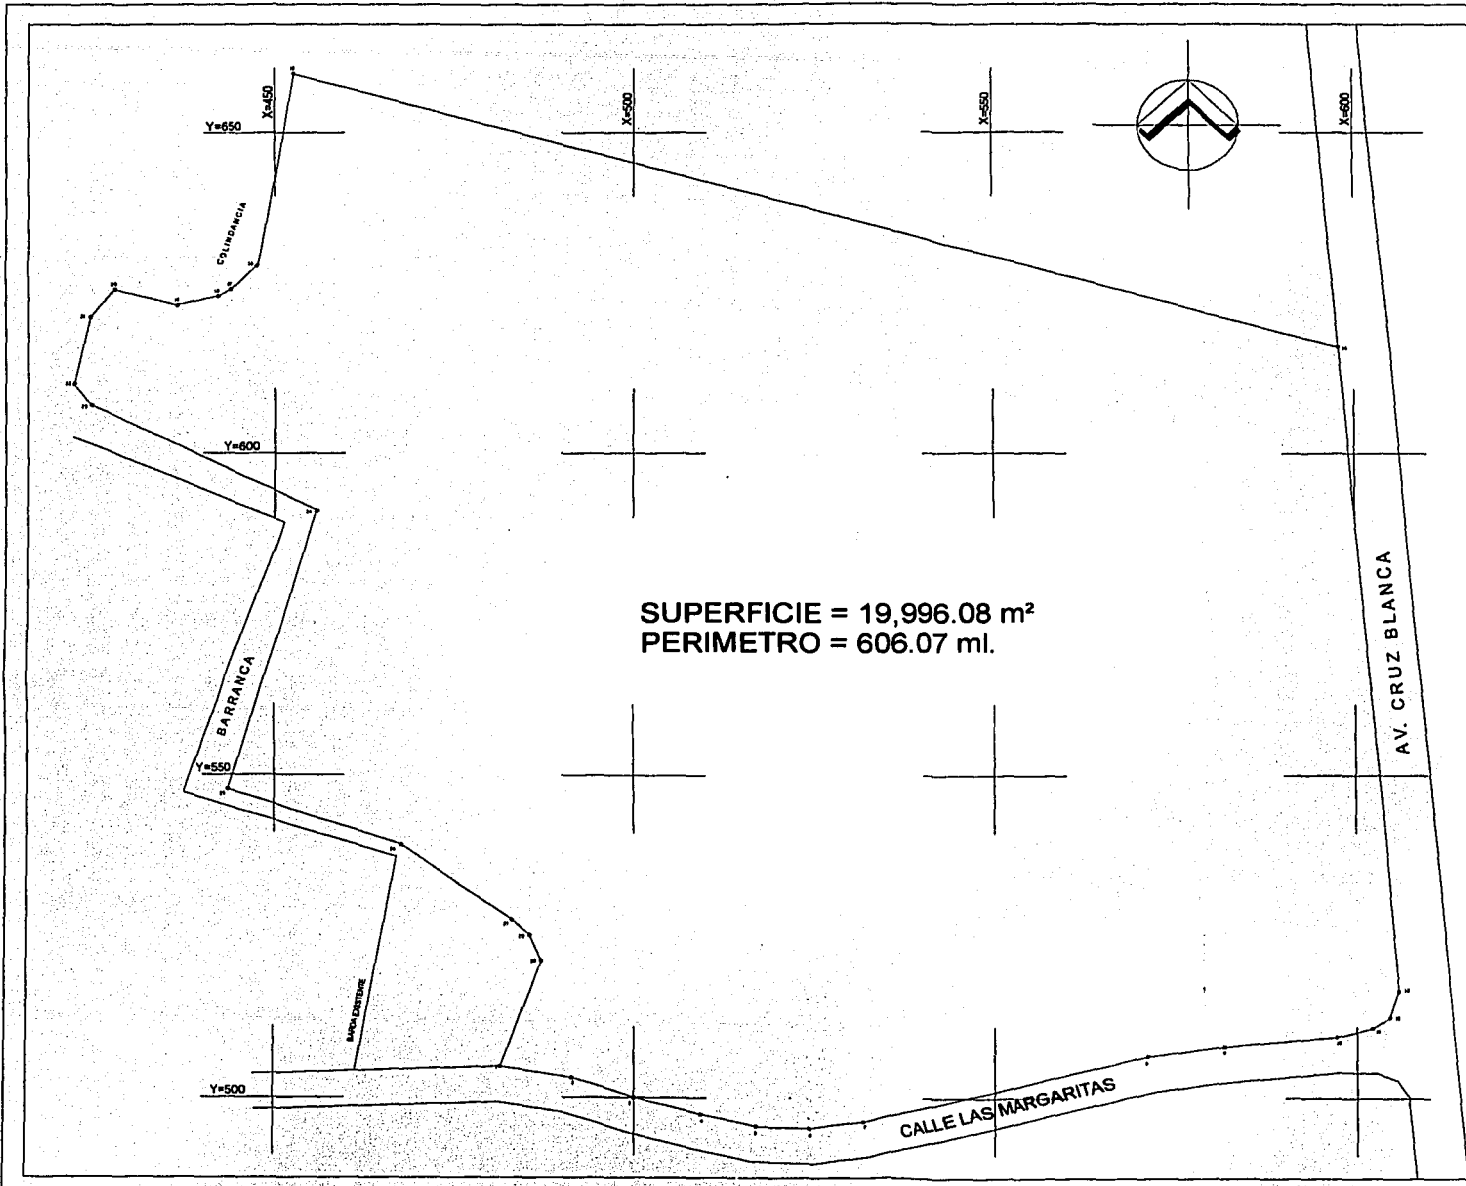 X=450
X=500
X=550
X=600
Y=650
COLINDANCIA
Y=600
SUPERFICIE = 19,996.08 m²
PERIMETRO = 606.07 ml.
AV. CRUZ BLANCA
BARRANCA
Y=550
BARDA EXISTENTE
Y=500
CALLE LAS MARGARITAS